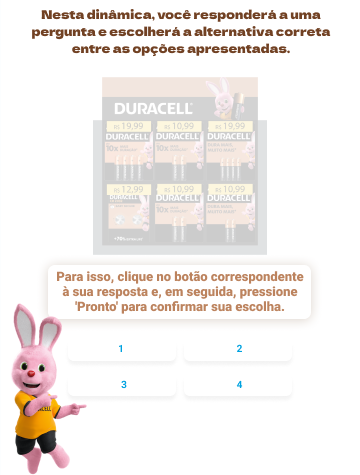 Nesta dinâmica, você responderá a uma
pergunta e escolherá a alternativa correta
entre as opções apresentadas.
DURACELL
R$ 19,99 R$ 10,99 R$ 19,99
DURACELL DURACELL DURACELL
10x 10x
R$ 12,99 R$ 10,99 R$ 10,99
DURACELL DURACELL DURACELL
10x
Para isso, clique no botão correspondente
à sua resposta e, em seguida, pressione
'Pronto' para confirmar sua escolha.
1 2
3 4